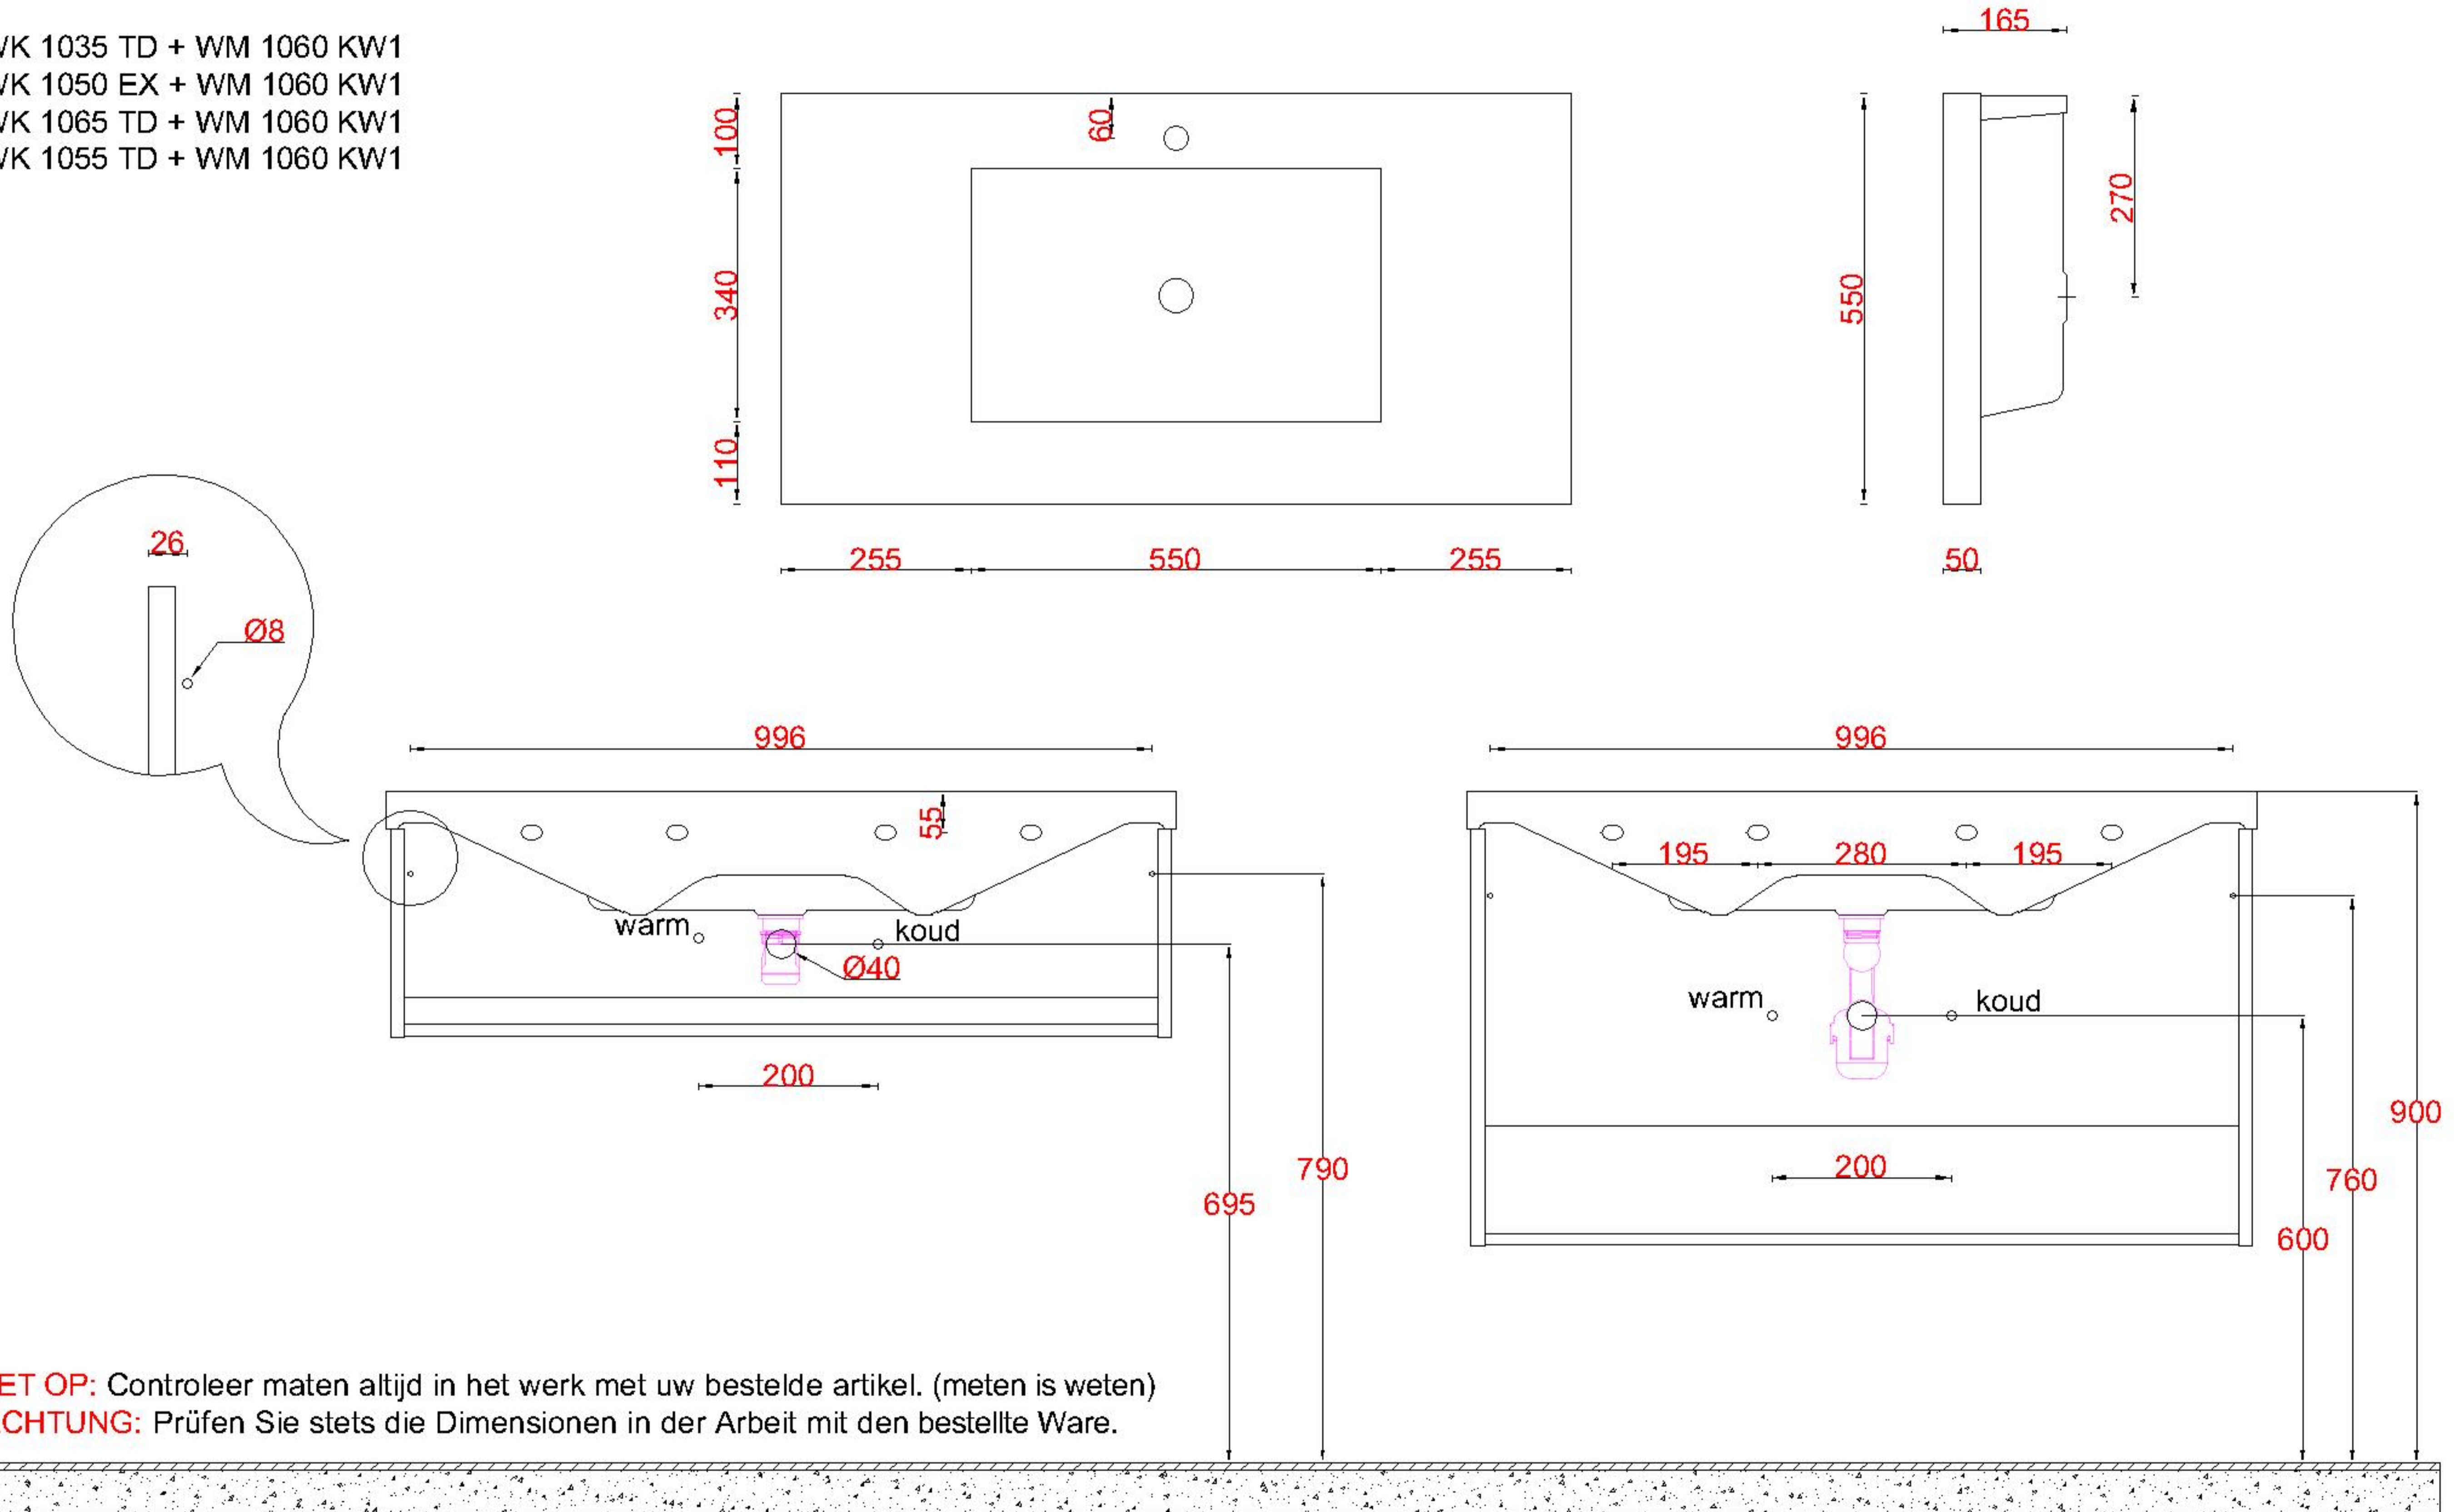 WK 1035 TD + WM 1060 KW1
WK 1050 EX + WM 1060 KW1
WK 1065 TD + WM 1060 KW1
WK 1055 TD + WM 1060 KW1
165
100
60
340
110
270
550
255
550
255
50
26
Ø8
996
55
warm
koud
Ø40
200
695
790
996
195
280
195
warm
koud
200
600
760
900
ET OP: Controleer maten altijd in het werk met uw bestelde artikel. (meten is weten)
CHTUNG: Prüfen Sie stets die Dimensionen in der Arbeit mit den bestellte Ware.